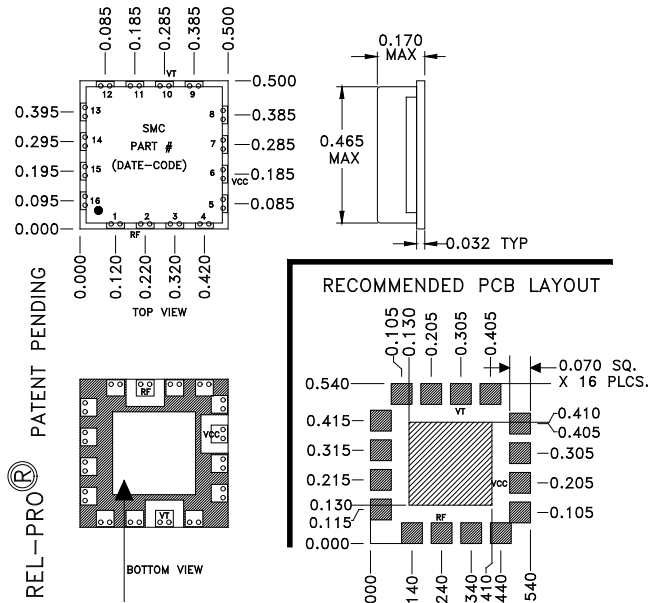 0.085
0.185
0.285
0.385
0.500
VT
12
11
10
9
0.500
0.395
0.295
0.195
0.095
0.000
13
14
15
16
SMC
PART #
(DATE-CODE)
8
7
6
5
VCC
0.385
0.285
0.185
0.085
1
2
3
4
RF
0.000
0.120
0.220
0.320
0.420
TOP VIEW
0.170
MAX
0.465
MAX
0.032 TYP
REL-PRO® PATENT PENDING
RF
VCC
VT
BOTTOM VIEW
RECOMMENDED PCB LAYOUT
0.105
0.130
0.205
0.305
0.405
0.070 SQ.
X 16 PLCS.
0.540
0.415
0.315
0.215
0.130
0.115
0.000
VT
VCC
RF
0.410
0.405
0.305
0.205
0.105
000
140
240
340
410
440
540